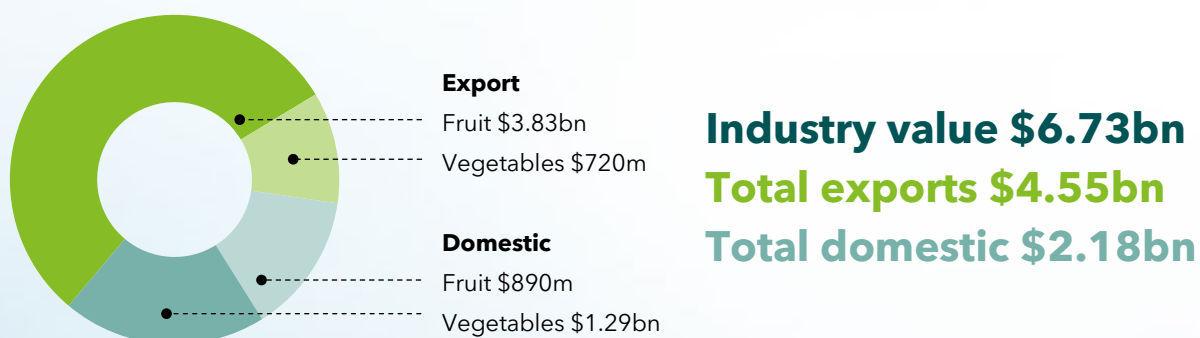 Export
Fruit $3.83bn
Vegetables $720m
Domestic
Fruit $890m
Vegetables $1.29bn
Industry value $6.73bn
Total exports $4.55bn
Total domestic $2.18bn